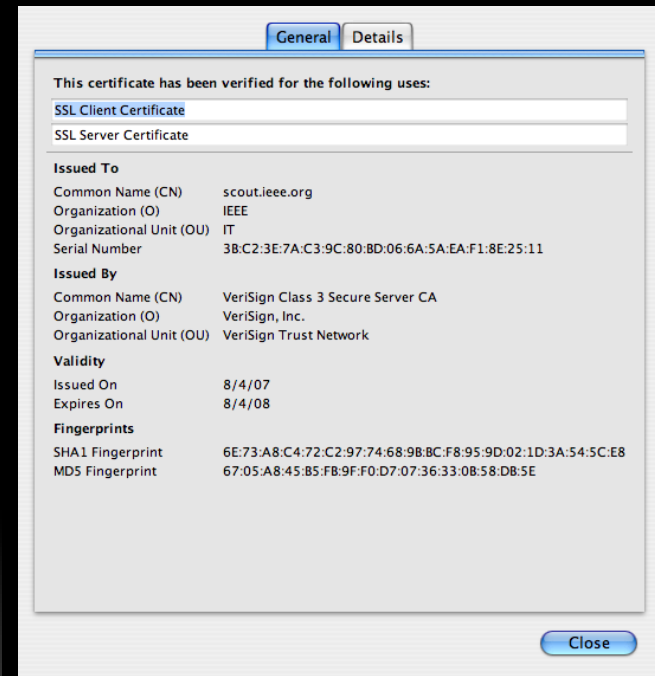 General Details
This certificate has been verified for the following uses:
SSL Client Certificate
SSL Server Certificate
Issued To
Common Name (CN) scout.ieee.org
Organization (O) IEEE
Organizational Unit (OU) IT
Serial Number 3B:C2:3E:7A:C3:9C:80:BD:06:6A:5A:EA:F1:8E:25:11
Issued By
Common Name (CN) VeriSign Class 3 Secure Server CA
Organization (O) VeriSign, Inc.
Organizational Unit (OU) VeriSign Trust Network
Validity
Issued On 8/4/07
Expires On 8/4/08
Fingerprints
SHA1 Fingerprint 6E:73:A8:C4:72:C2:97:74:68:9B:BC:F8:95:9D:02:1D:3A:54:5C:E8
MD5 Fingerprint 67:05:A8:45:B5:FB:9F:F0:D7:07:36:33:0B:58:DB:5E
Close